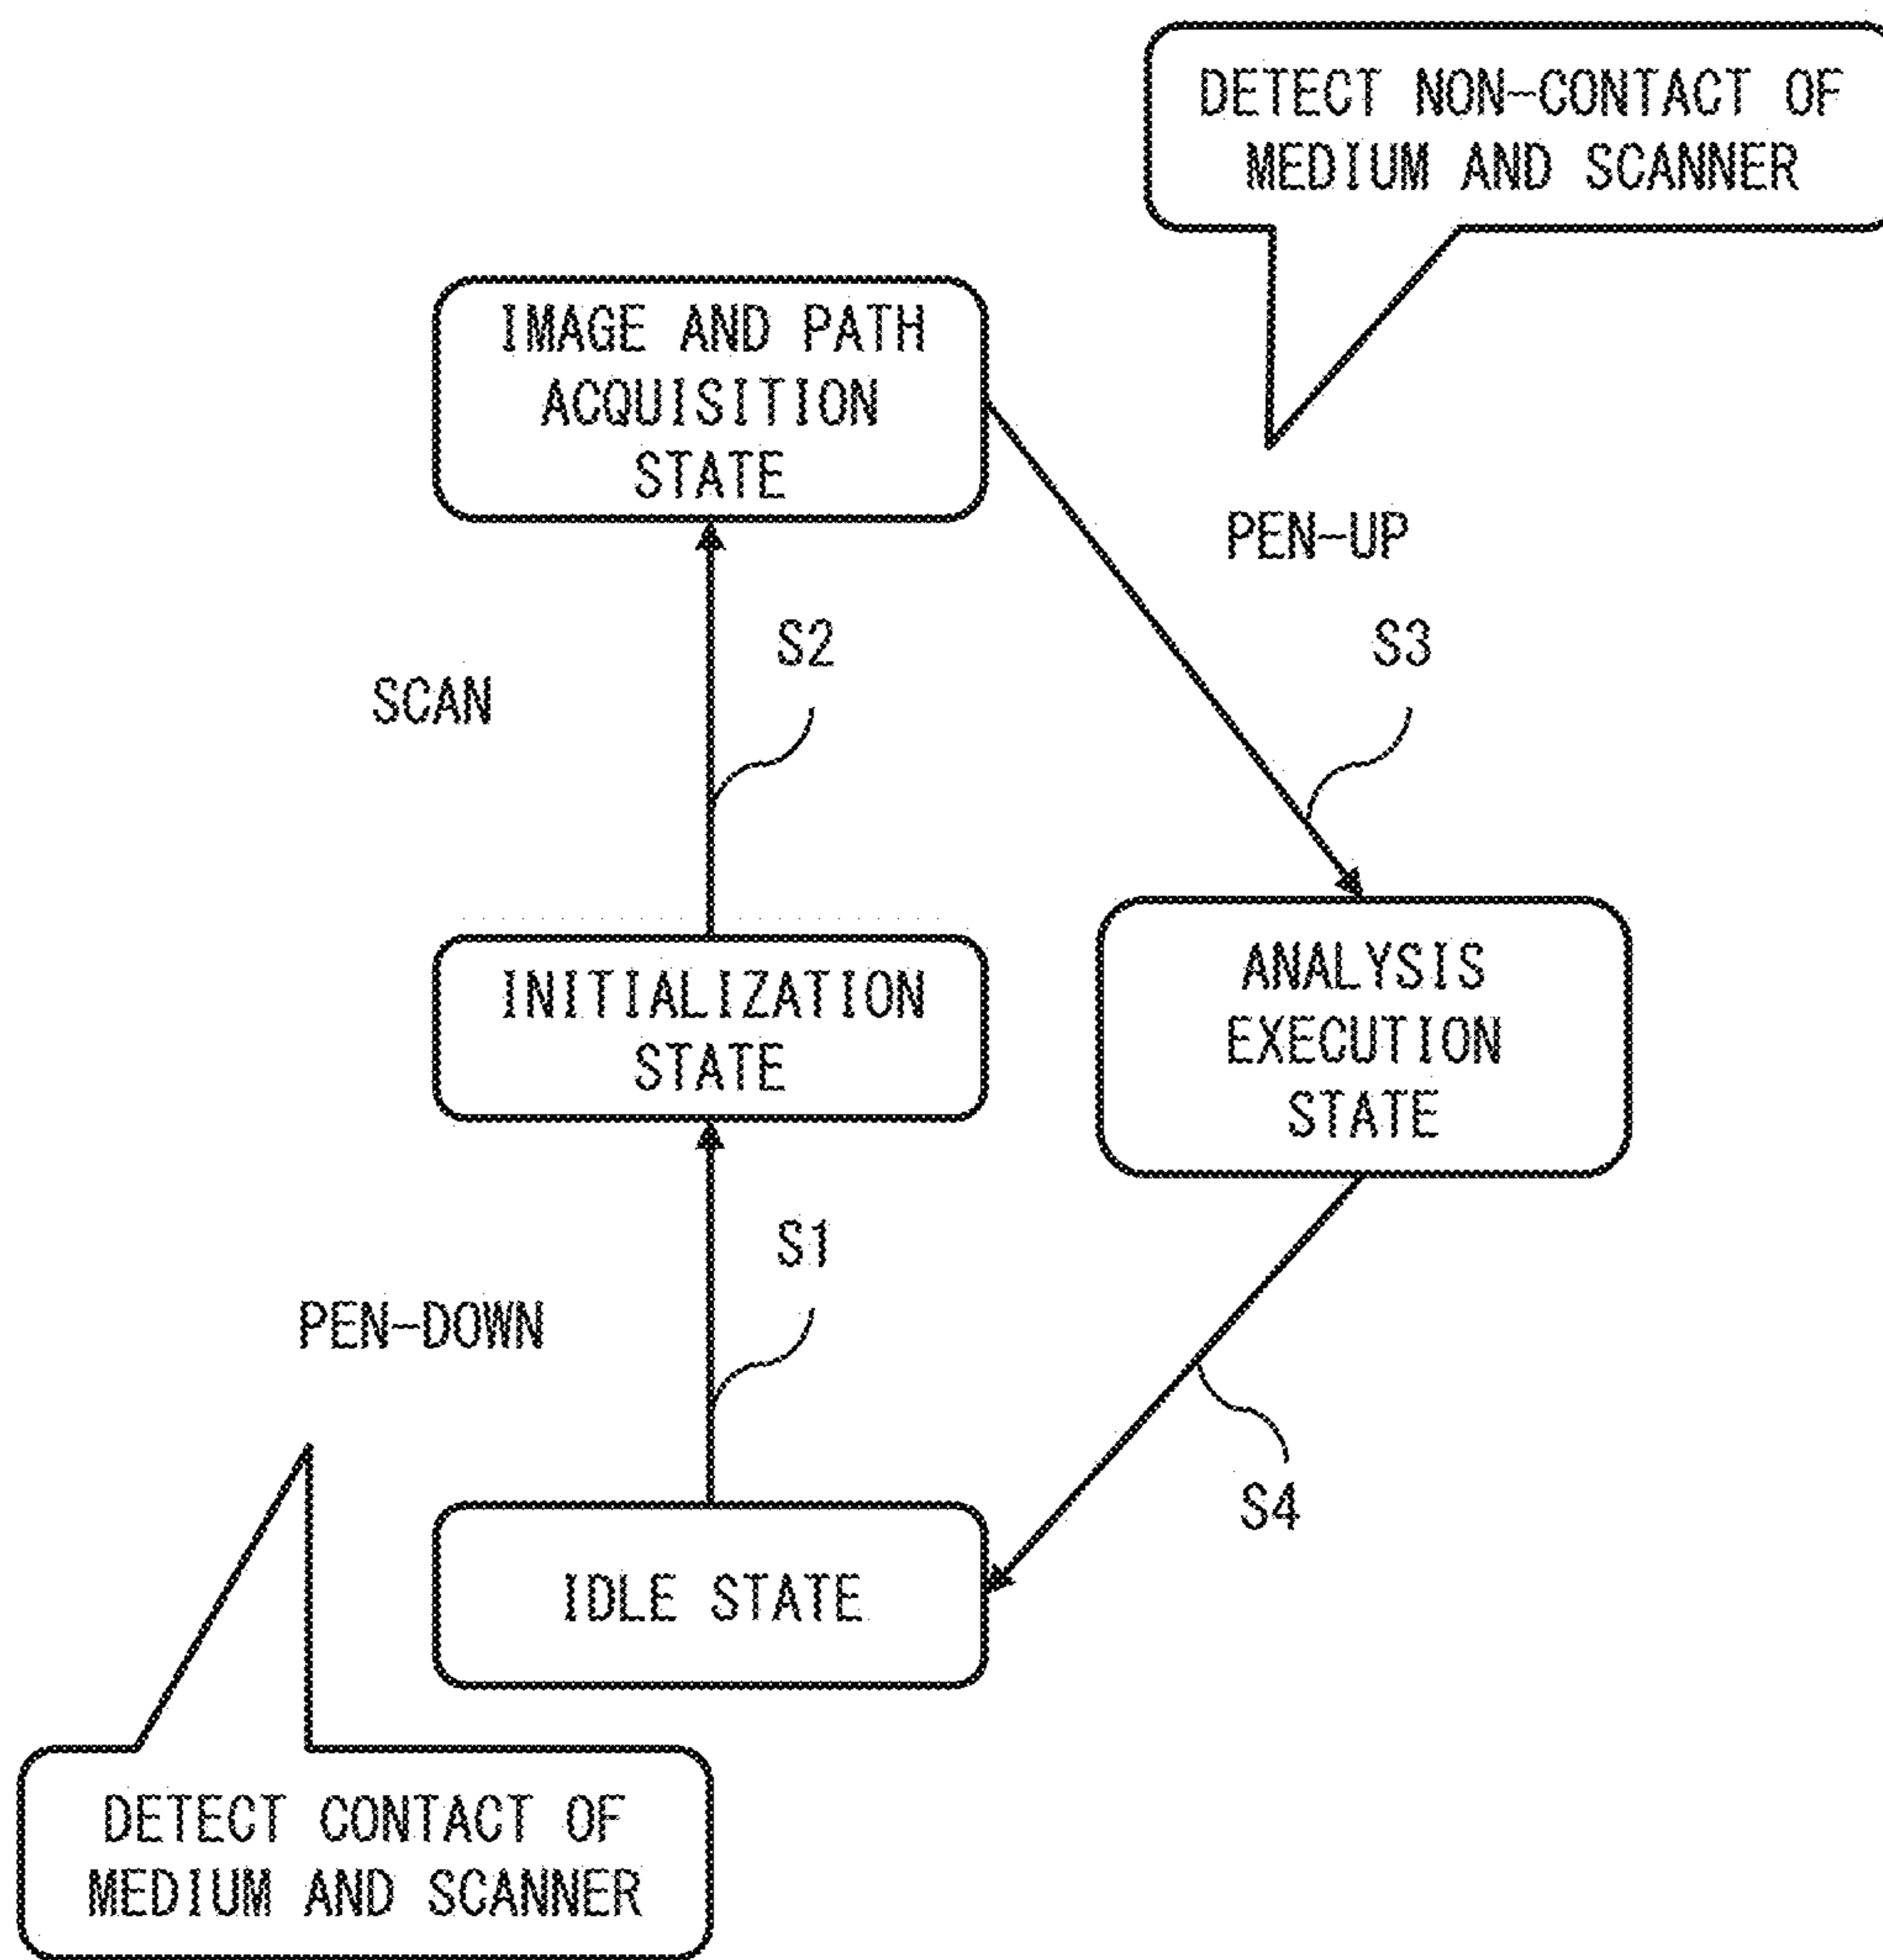 DETECT NON-CONTACT OF
MEDIUM AND SCANNER
IMAGE AND PATH
ACQUISITION
STATE
PEN-UP
S2
S3
SCAN
INITIALIZATION
STATE
ANALYSIS
EXECUTION
STATE
S1
PEN-DOWN
S4
IDLE STATE
DETECT CONTACT OF
MEDIUM AND SCANNER